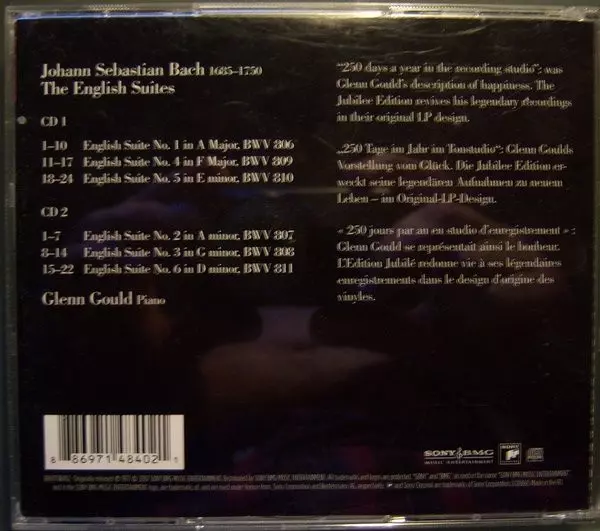 Johann Sebastian Bach 1685–1750
The English Suites
CD 1
1–10 English Suite No. 1 in A Major, BWV 806
11–17 English Suite No. 4 in F Major, BWV 809
18–24 English Suite No. 5 in E minor, BWV 810
CD 2
1–7 English Suite No. 2 in A minor, BWV 807
8–14 English Suite No. 3 in G minor, BWV 808
15–22 English Suite No. 6 in D minor, BWV 811
Glenn Gould Piano
“250 days a year in the recording studio”: was
Glenn Gould's description of happiness. The
Jubilee Edition revives his legendary recordings
in their original LP design.
„250 Tage im Jahr im Tonstudio“: Glenn Goulds
Vorstellung vom Glück. Die Jubilee Edition er-
weckt seine legendären Aufnahmen zu neuem
Leben – im Original-LP-Design.
« 250 jours par an en studio d'enregistrement » :
Glenn Gould se représentait ainsi le bonheur.
L'Edition Jubilé redonne vie à ses légendaires
enregistrements dans le design d'origine des
vinyles.
8 86971 48402 1
SONY BMG
MUSIC ENTERTAINMENT
SONY